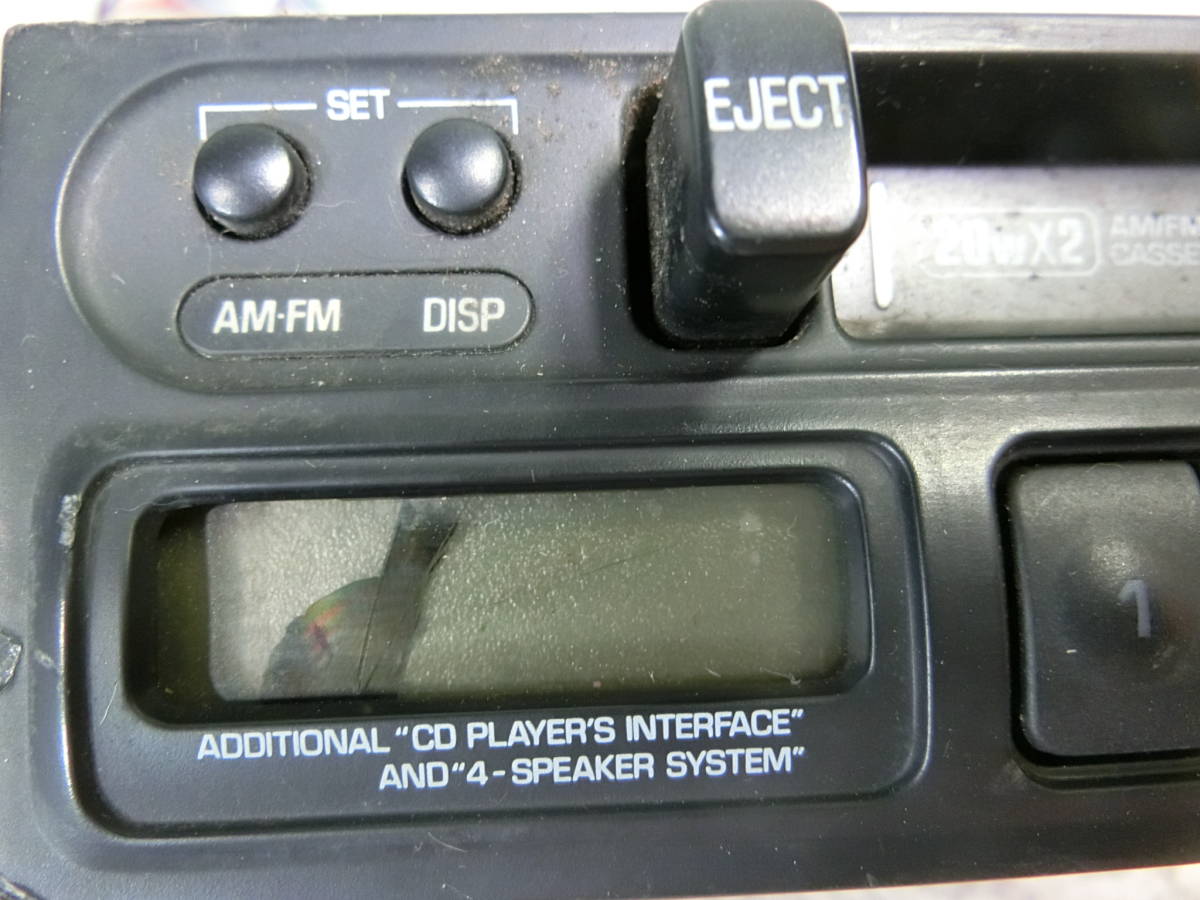 SET
EJECT
20W X2
AM/FM
AM·FM DISP
1
ADDITIONAL "CD PLAYER'S INTERFACE"
AND "4-SPEAKER SYSTEM"